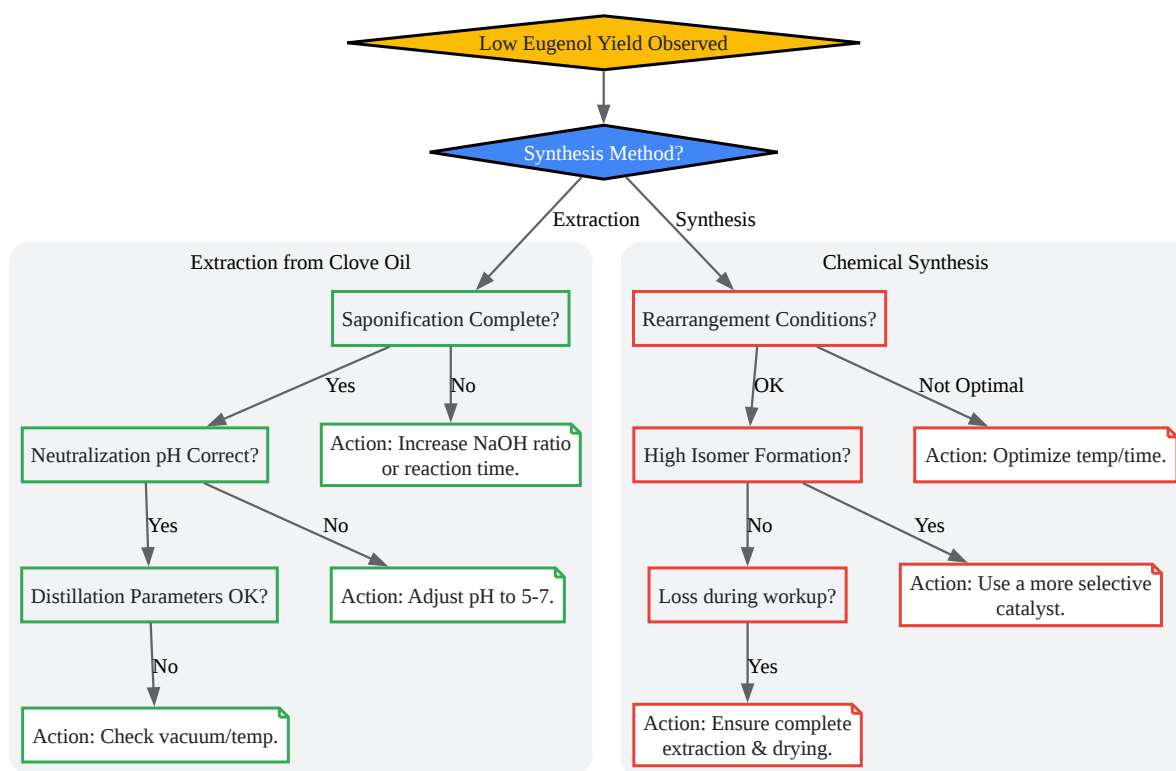 Low Eugenol Yield Observed
Synthesis Method?
Extraction
Synthesis
Extraction from Clove Oil
Chemical Synthesis
Saponification Complete?
Rearrangement Conditions?
Yes
No
OK
Not Optimal
Neutralization pH Correct?
Action: Increase NaOH ratio
or reaction time.
High Isomer Formation?
Action: Optimize temp/time.
Yes
No
No
Yes
Distillation Parameters OK?
Action: Adjust pH to 5-7.
Loss during workup?
Action: Use a more selective
catalyst.
No
Yes
Action: Check vacuum/temp.
Action: Ensure complete
extraction & drying.